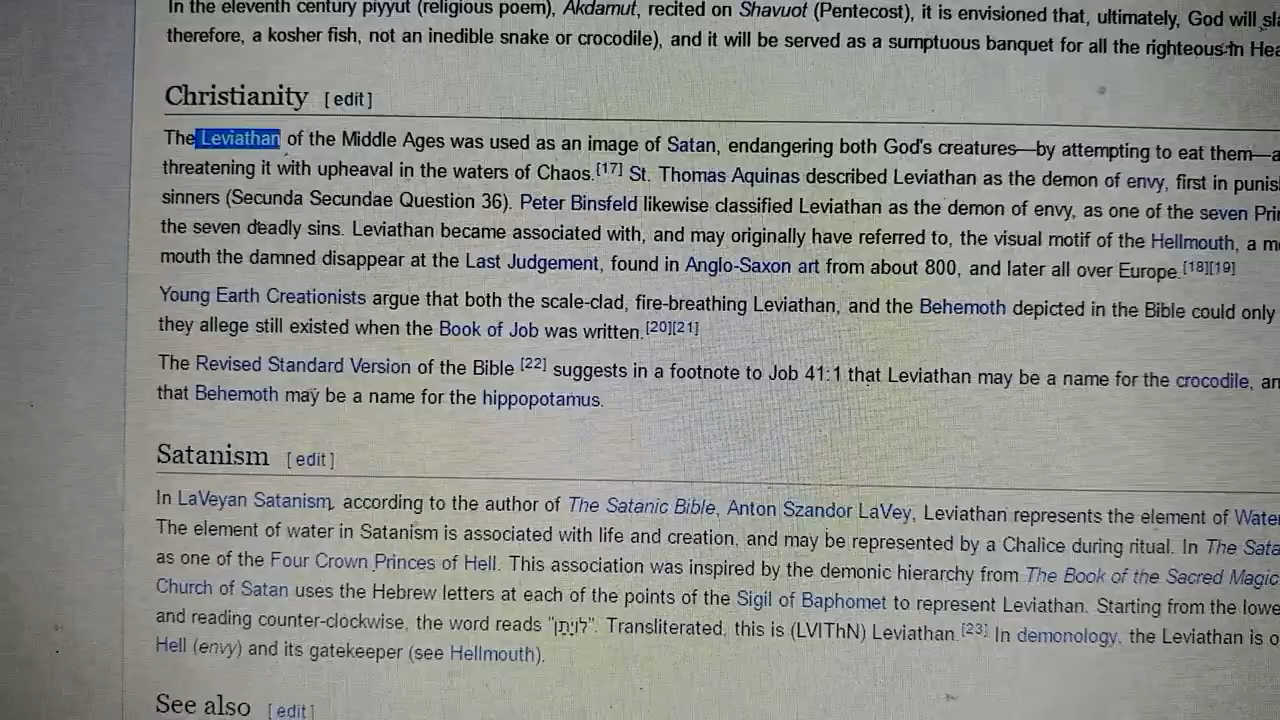 In the eleventh century piyyut (religious poem), Akdamut, recited on Shavuot (Pentecost), it is envisioned that, ultimately, God will
therefore, a kosher fish, not an inedible snake or crocodile), and it will be served as a sumptuous banquet for all the righteous in
Christianity [edit]
The Leviathan of the Middle Ages was used as an image of Satan, endangering both God's creatures—by attempting to eat them—
threatening it with upheaval in the waters of Chaos.[17] St. Thomas Aquinas described Leviathan as the demon of envy, first in
sinners (Secunda Secundae Question 36). Peter Binsfeld likewise classified Leviathan as the demon of envy, as one of the seven
the seven deadly sins. Leviathan became associated with, and may originally have referred to, the visual motif of the Hellmouth, a
mouth the damned disappear at the Last Judgement, found in Anglo-Saxon art from about 800, and later all over Europe.[18][19]
Young Earth Creationists argue that both the scale-clad, fire-breathing Leviathan, and the Behemoth depicted in the Bible could only
they allege still existed when the Book of Job was written.[20][21]
The Revised Standard Version of the Bible [22] suggests in a footnote to Job 41:1 that Leviathan may be a name for the crocodile,
that Behemoth may be a name for the hippopotamus.
Satanism [edit]
In LaVeyan Satanism, according to the author of The Satanic Bible, Anton Szandor LaVey, Leviathan represents the element of Water
The element of water in Satanism is associated with life and creation, and may be represented by a Chalice during ritual. In The
as one of the Four Crown Princes of Hell. This association was inspired by the demonic hierarchy from The Book of the Sacred Magic
Church of Satan uses the Hebrew letters at each of the points of the Sigil of Baphomet to represent Leviathan. Starting from the
and reading counter-clockwise, the word reads "לויתן". Transliterated, this is (LVIThN) Leviathan.[23] In demonology, the Leviathan is
Hell (envy) and its gatekeeper (see Hellmouth).
See also [edit]